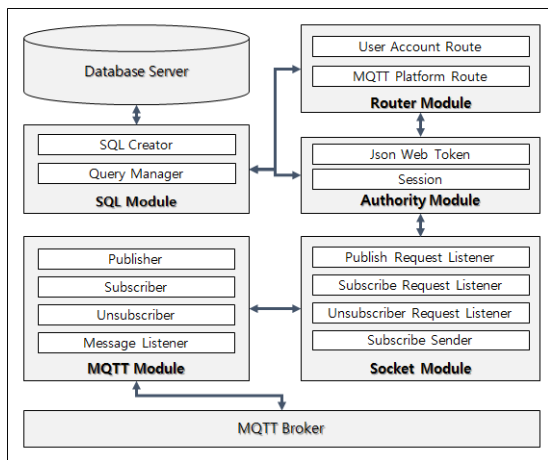 Database Server
SQL Creator
Query Manager
SQL Module
User Account Route
MQTT Platform Route
Router Module
Json Web Token
Session
Authority Module
Publisher
Subscriber
Unsubscriber
Message Listener
MQTT Module
Publish Request Listener
Subscribe Request Listener
Unsubscriber Request Listener
Subscribe Sender
Socket Module
MQTT Broker